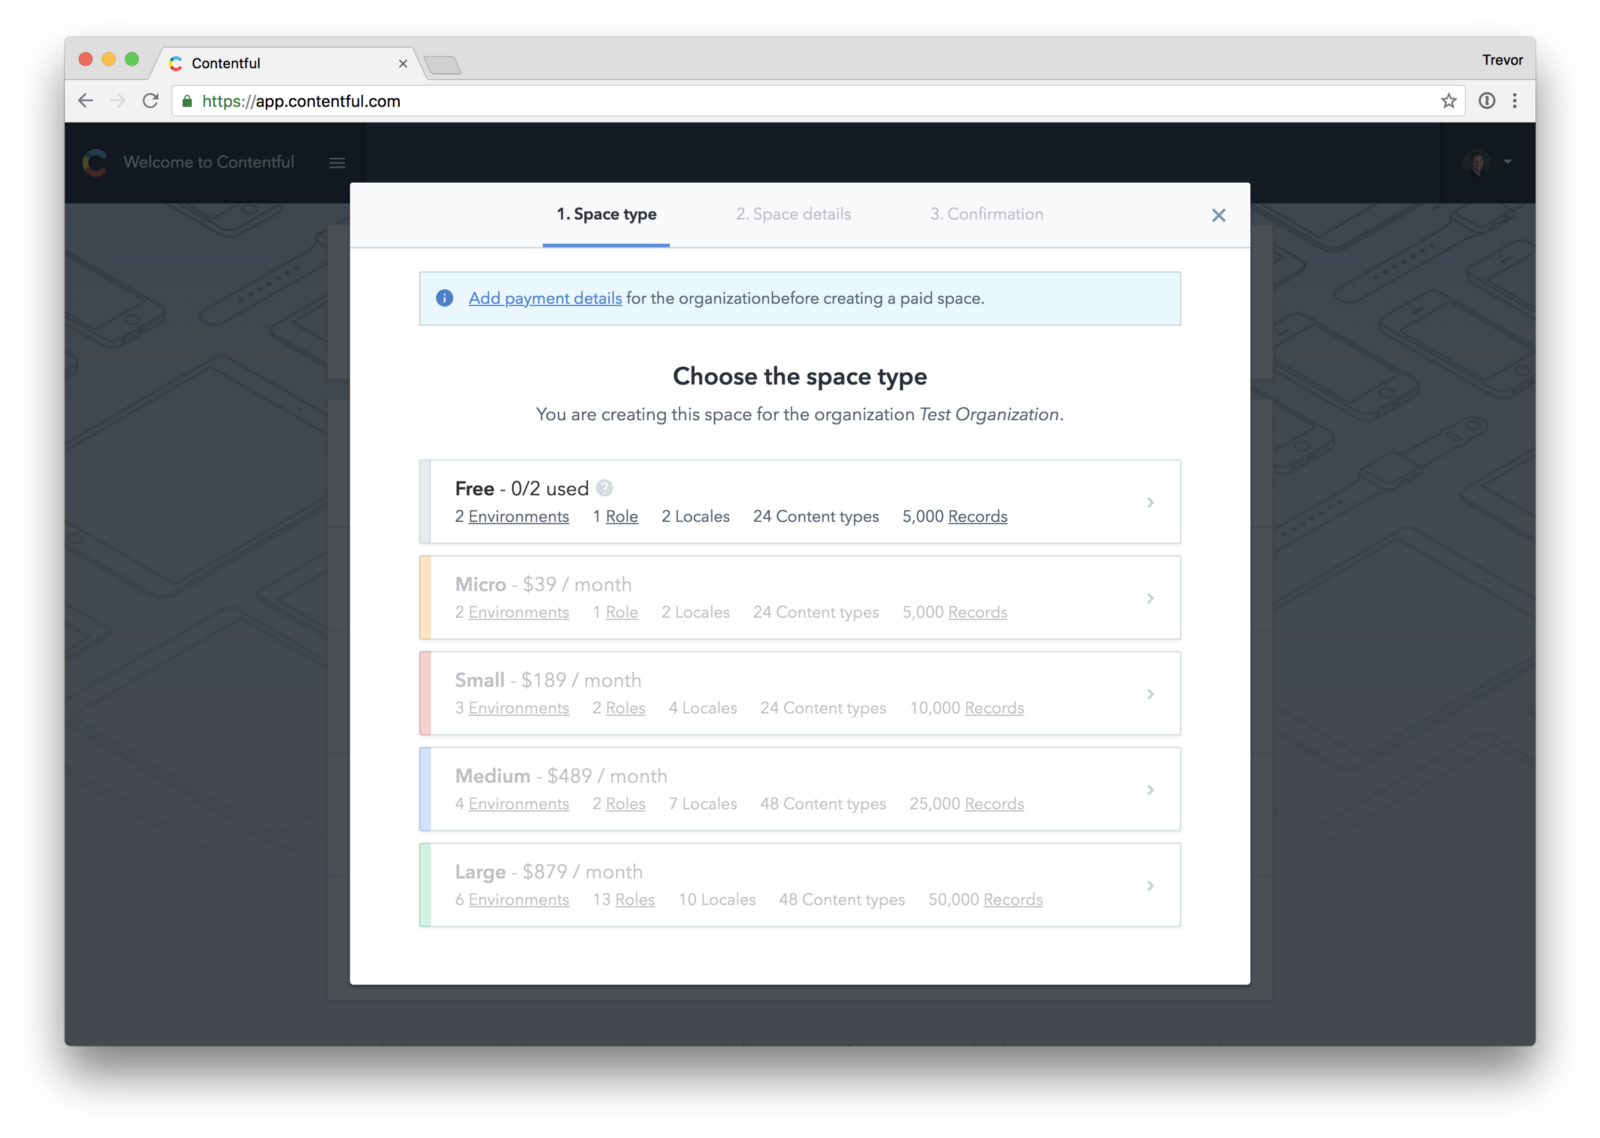 Contentful
Trevor
https://app.contentful.com
Welcome to Contentful
1. Space type
2. Space details
3. Confirmation
Add payment details for the organizationbefore creating a paid space.
Choose the space type
You are creating this space for the organization Test Organization.
Free - 0/2 used
2 Environments 1 Role 2 Locales 24 Content types 5,000 Records
Micro - $39 / month
2 Environments 1 Role 2 Locales 24 Content types 5,000 Records
Small - $189 / month
3 Environments 2 Roles 4 Locales 24 Content types 10,000 Records
Medium - $489 / month
4 Environments 2 Roles 7 Locales 48 Content types 25,000 Records
Large - $879 / month
6 Environments 13 Roles 10 Locales 48 Content types 50,000 Records